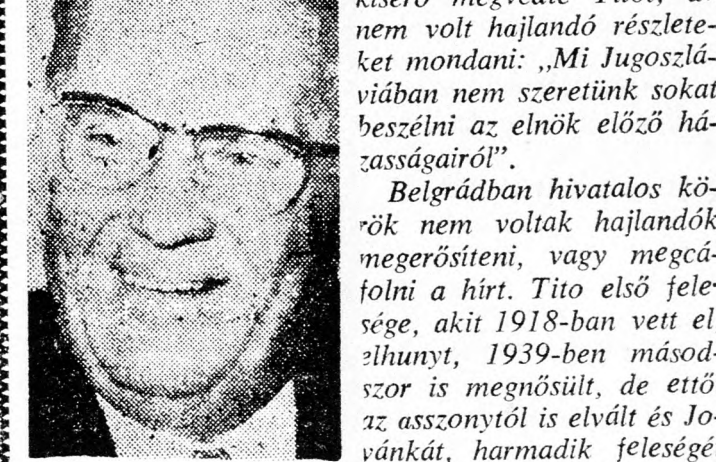 kísérő megvédte Titót,
nem volt hajlandó részlete-
ket mondani: „Mi Jugoszlá-
viában nem szeretünk sokat
beszélni az elnök előző há-
zasságairól”.
Belgrádban hivatalos kö-
rök nem voltak hajlandók
megerősíteni, vagy megcá-
folni a hírt. Tito első fele-
sége, akit 1918-ban vett el
elhunyt, 1939-ben másod-
szor is megnősült, de ettő
az asszonytól is elvált és Jo-
vánkát, harmadik feleségé